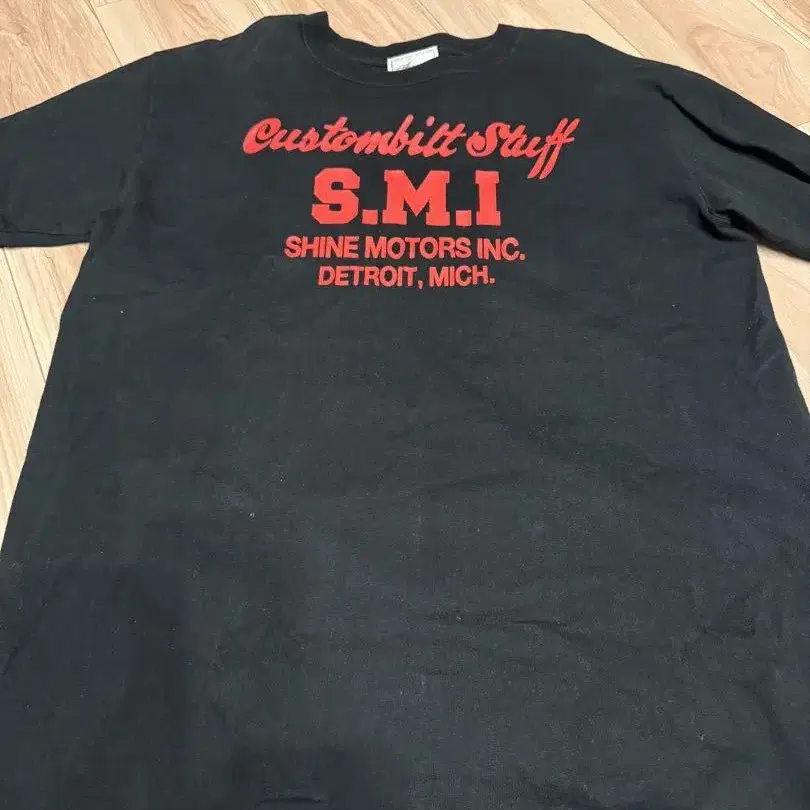 Custombilt Stuff
S.M.I
SHINE MOTORS INC.
DETROIT, MICH.